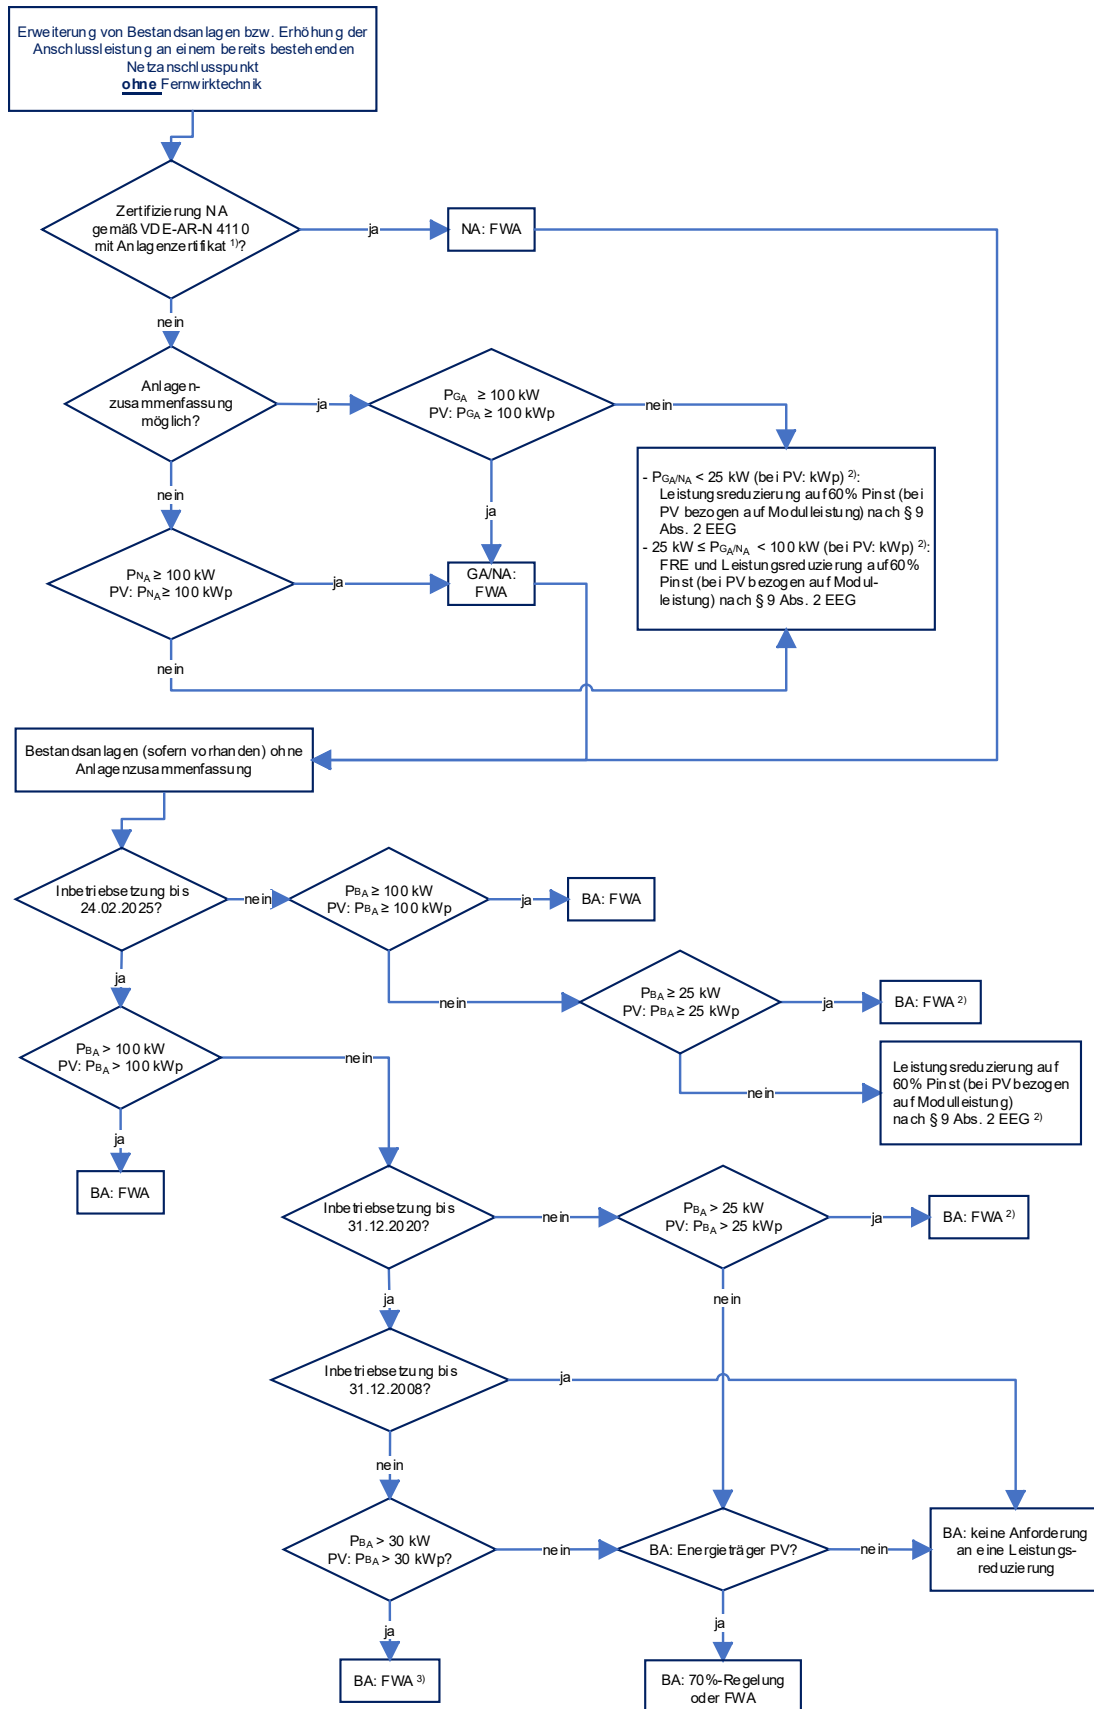 Erweiterung von Bestandsanlagen bzw. Erhöhung der
Anschlussleistung an einem bereits bestehenden
Netzanschlusspunkt
ohne Fernwirktechnik
Zertifizierung NA
gemäß VDE-AR-N 4110
mit Anlagenzertifikat 1)?
ja
NA: FWA
nein
Anlagen-
zusammenfassung
möglich?
ja
PGA ≥ 100 kW
PV: PGA ≥ 100 kWp
nein
- PGA/NA < 25 kW (bei PV: kWp) 2):
Leistungsreduzierung auf 60% Pinst (bei
PV bezogen auf Modulleistung) nach § 9
Abs. 2 EEG
- 25 kW ≤ PGA/NA < 100 kW (bei PV: kWp) 2):
FRE und Leistungsreduzierung auf 60%
Pinst (bei PV bezogen auf Modul-
leistung) nach § 9 Abs. 2 EEG
nein
ja
PNA ≥ 100 kW
PV: PNA ≥ 100 kWp
ja
GA/NA:
FWA
nein
Bestandsanlagen (sofern vorhanden) ohne
Anlagenzusammenfassung
Inbetriebsetzung bis
24.02.2025?
nein
PBA ≥ 100 kW
PV: PBA ≥ 100 kWp
ja
BA: FWA
ja
nein
PBA ≥ 25 kW
PV: PBA ≥ 25 kWp
ja
BA: FWA 2)
PBA > 100 kW
PV: PBA > 100 kWp
nein
nein
Leistungsreduzierung auf
60% Pinst (bei PV bezogen
auf Modulleistung)
nach § 9 Abs. 2 EEG 2)
ja
BA: FWA
Inbetriebsetzung bis
31.12.2020?
nein
PBA > 25 kW
PV: PBA > 25 kWp
ja
BA: FWA 2)
ja
nein
Inbetriebsetzung bis
31.12.2008?
ja
nein
PBA > 30 kW
PV: PBA > 30 kWp?
nein
BA: Energieträger PV?
nein
BA: keine Anforderung
an eine Leistungs-
reduzierung
ja
ja
BA: FWA 3)
BA: 70%-Regelung
oder FWA